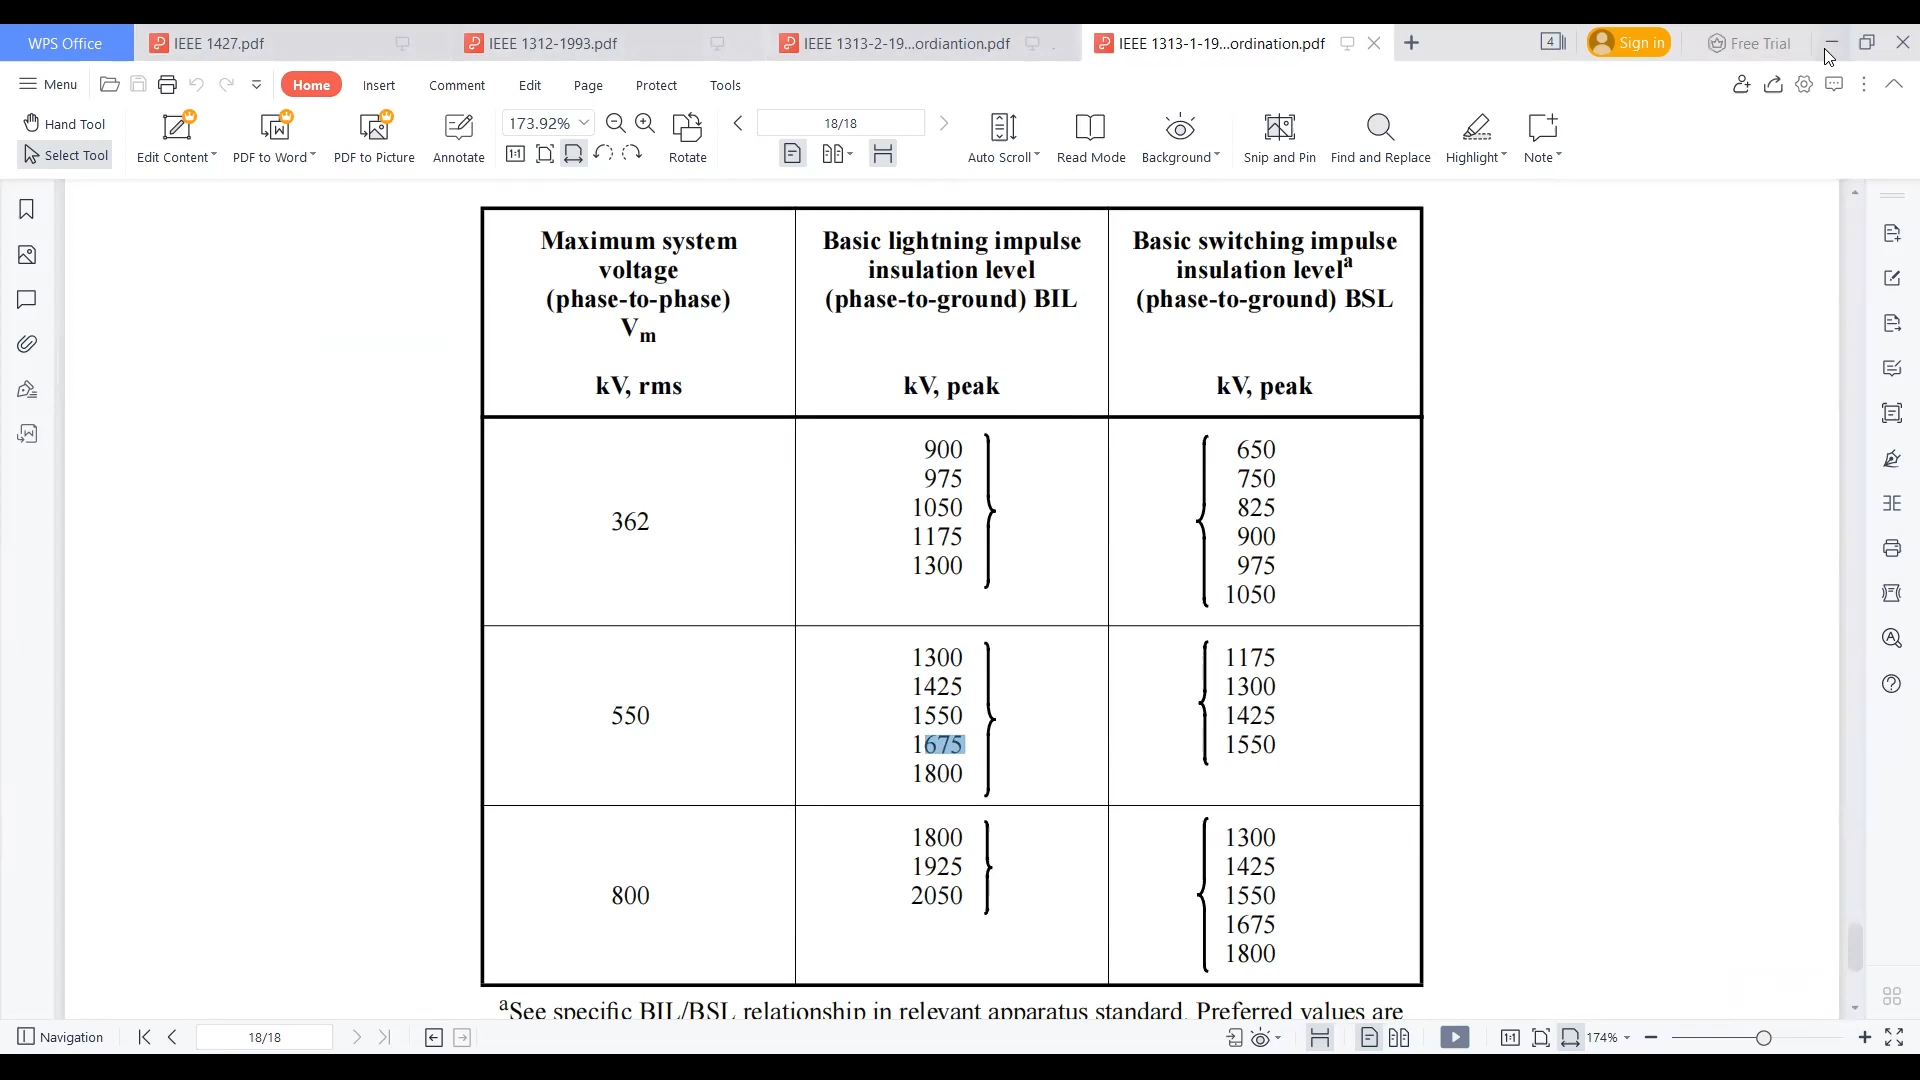 WPS Office
IEEE 1427.pdf
IEEE 1312-1993.pdf
IEEE 1313-2-19...ordiantion.pdf
IEEE 1313-1-19...ordination.pdf
4
Sign in
Free Trial
Menu
Home
Insert
Comment
Edit
Page
Protect
Tools
Hand Tool
Select Tool
Edit Content
PDF to Word
PDF to Picture
Annotate
173.92%
Rotate
18/18
Auto Scroll
Read Mode
Background
Snip and Pin
Find and Replace
Highlight
Note
Maximum system
voltage
(phase-to-phase)
Vm
kV, rms
Basic lightning impulse
insulation level
(phase-to-ground) BIL
kV, peak
Basic switching impulse
insulation levelª
(phase-to-ground) BSL
kV, peak
362
900
975
1050
1175
1300
650
750
825
900
975
1050
550
1300
1425
1550
1675
1800
1175
1300
1425
1550
800
1800
1925
2050
1300
1425
1550
1675
1800
ªSee specific BIL/BSL relationship in relevant apparatus standard. Preferred values are
Navigation
18/18
1:1
174%